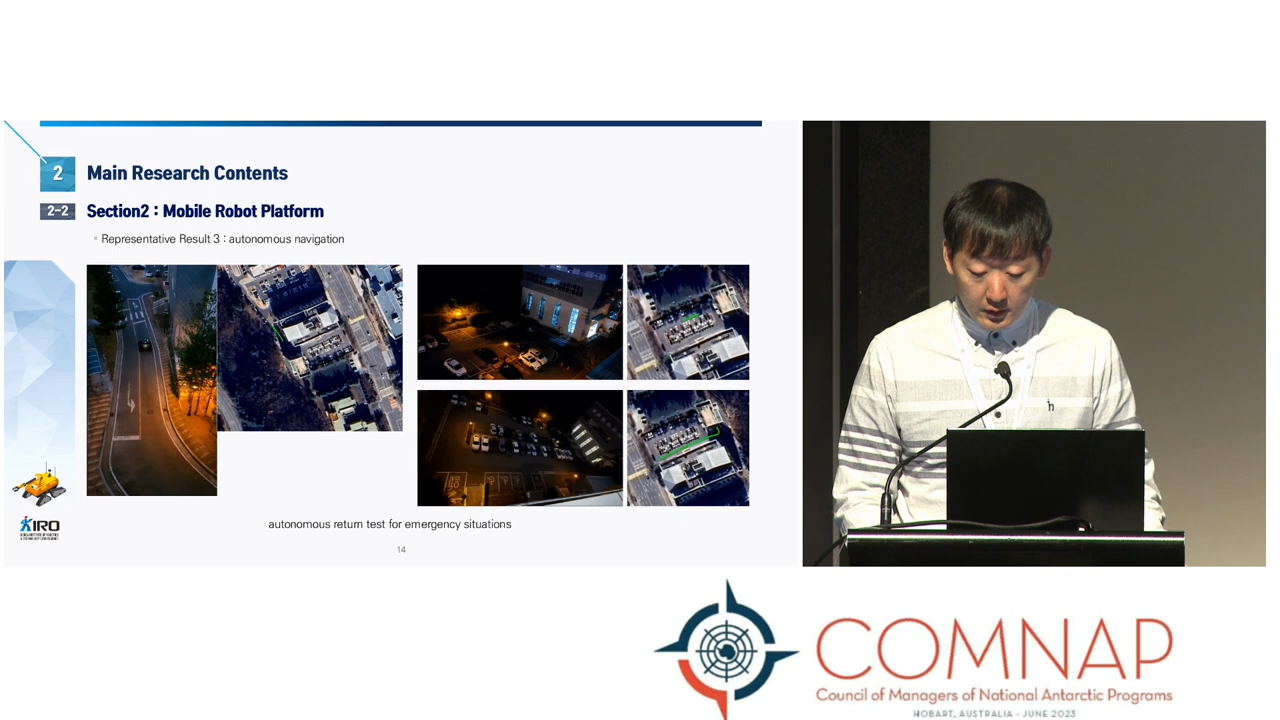 2
Main Research Contents
2-2
Section2 : Mobile Robot Platform
Representative Result 3 : autonomous navigation
autonomous return test for emergency situations
KIRO
14
COMNAP
Council of Managers of National Antarctic Programs
HOBART, AUSTRALIA - JUNE 2023